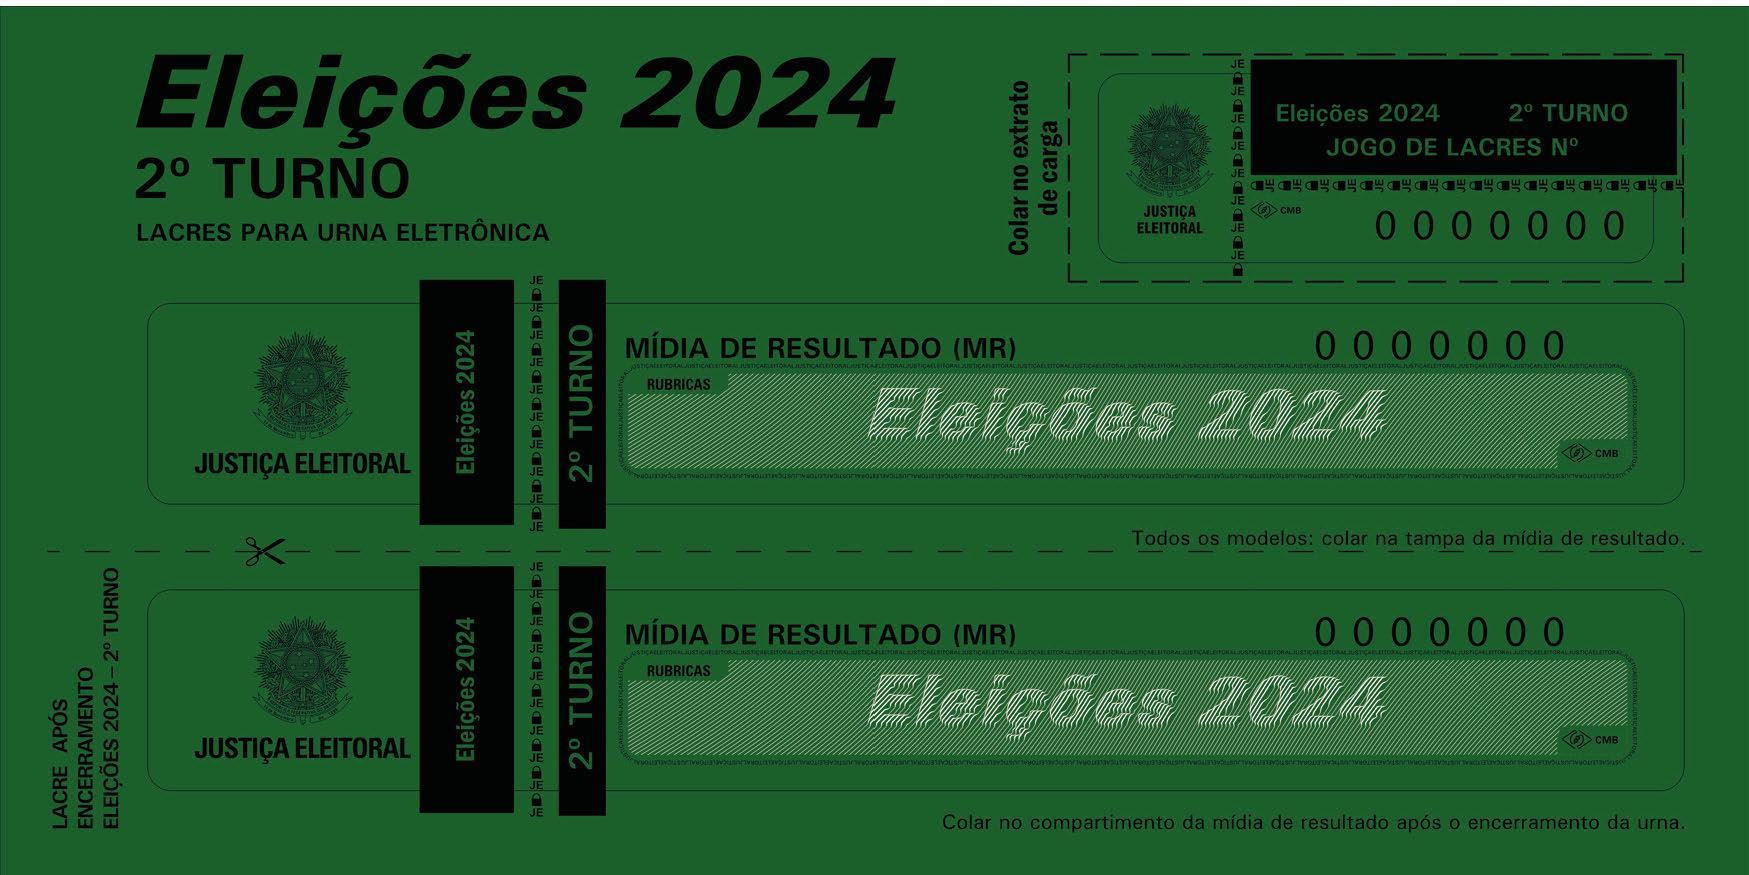 Eleições 2024
2º TURNO
LACRES PARA URNA ELETRÔNICA
Colar no extrato
de carga
JUSTIÇA
ELEITORAL
Eleições 2024 2º TURNO
JOGO DE LACRES Nº
CMB
0000000
JUSTIÇA ELEITORAL
Eleições 2024
2º TURNO
MÍDIA DE RESULTADO (MR)
0000000
RUBRICAS
Eleições 2024
CMB
Todos os modelos: colar na tampa da mídia de resultado.
LACRE APÓS
ENCERRAMENTO
ELEIÇÕES 2024 – 2º TURNO
JUSTIÇA ELEITORAL
Eleições 2024
2º TURNO
MÍDIA DE RESULTADO (MR)
0000000
RUBRICAS
Eleições 2024
CMB
Colar no compartimento da mídia de resultado após o encerramento da urna.